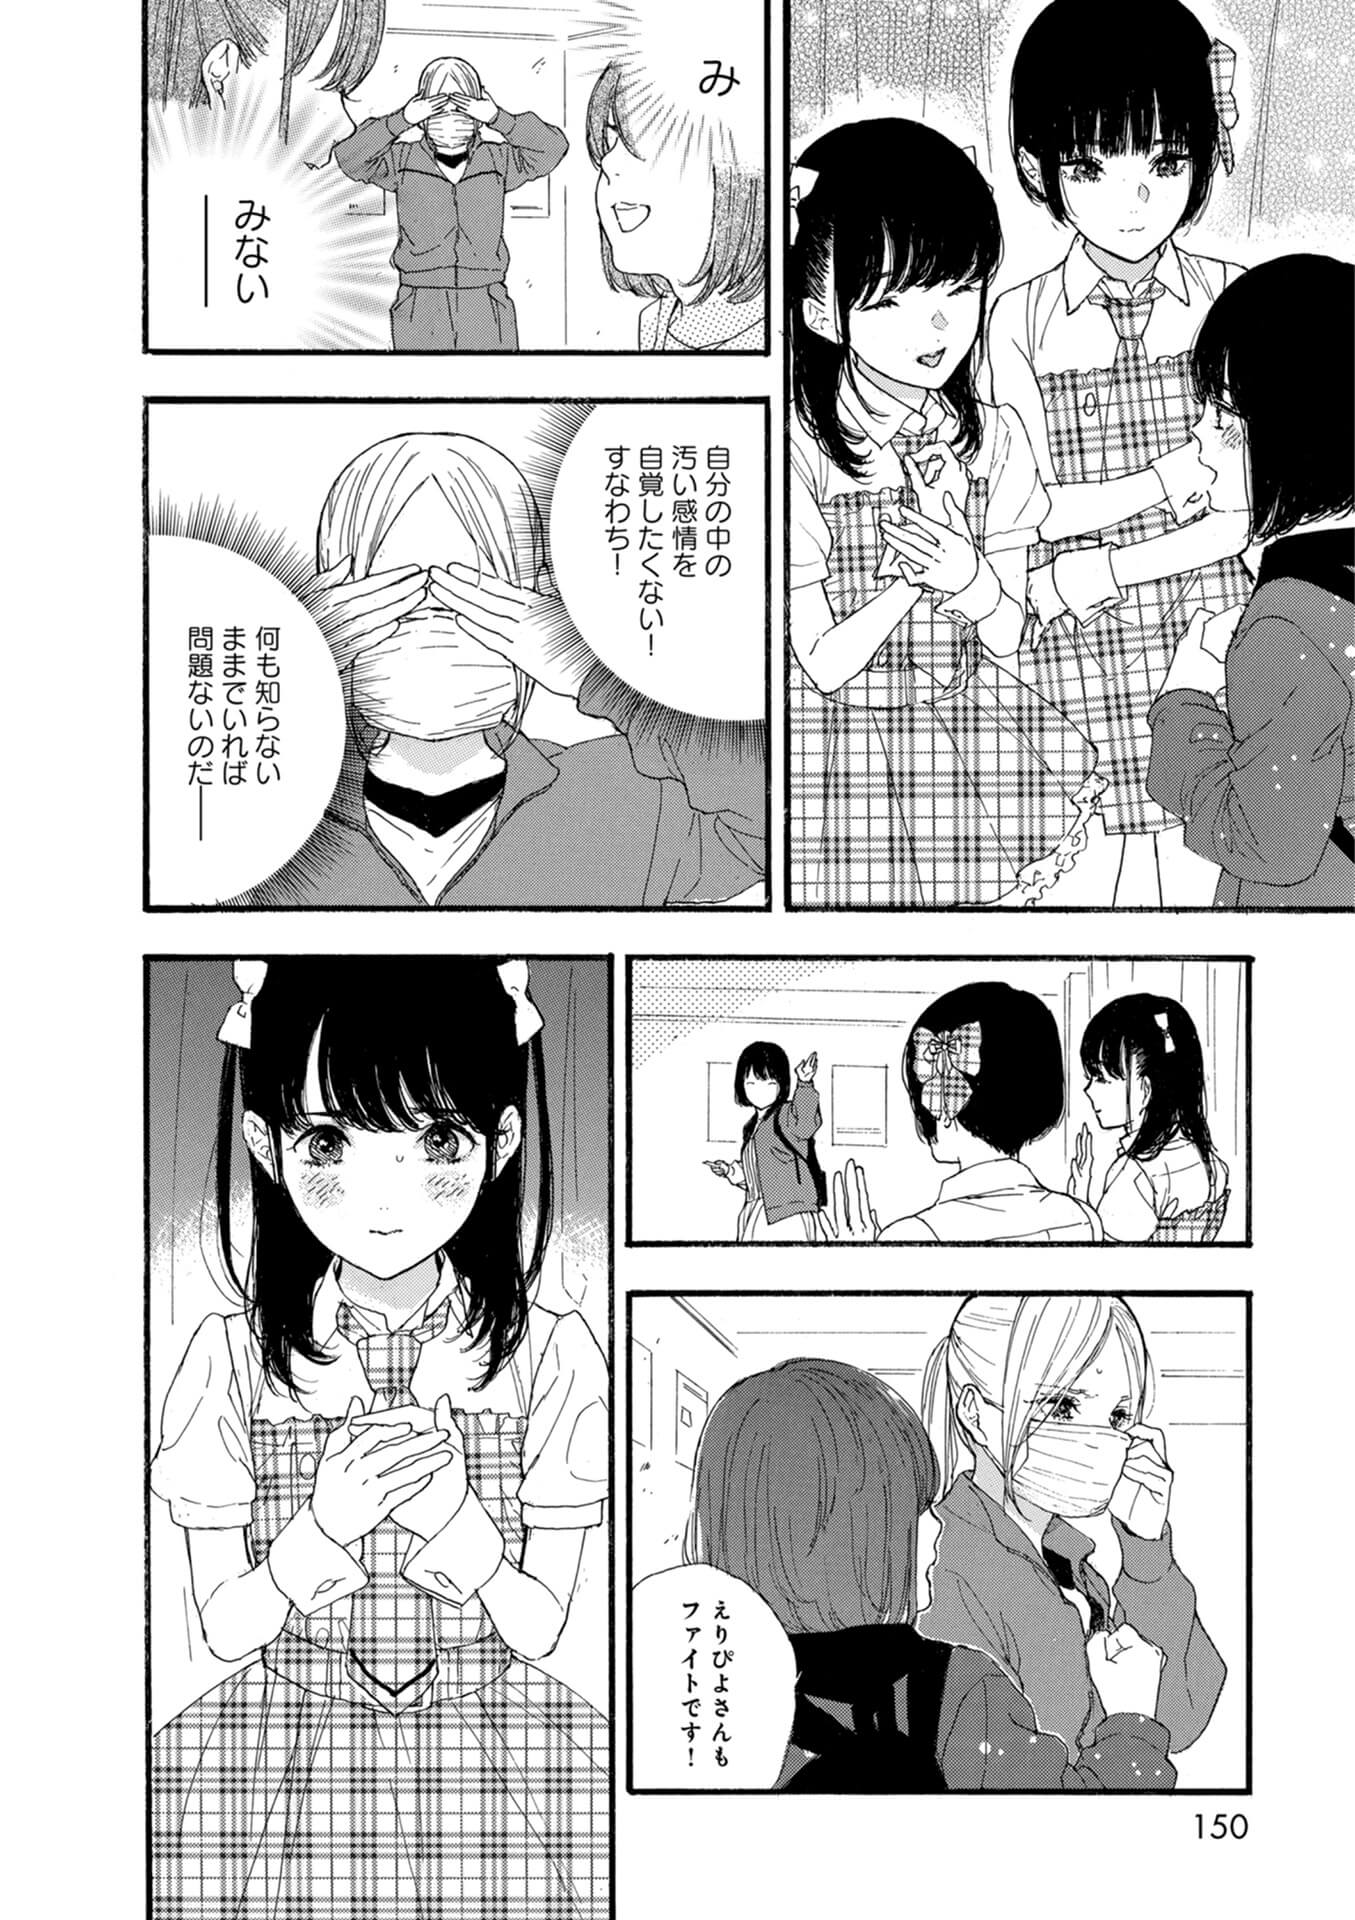 み
みない
――
自分の中の
汚い感情を
自覚したくない！
すなわち！
何も知らない
ままでいれば
問題ないのだ――
えりぴよさんも
ファイトです！
150